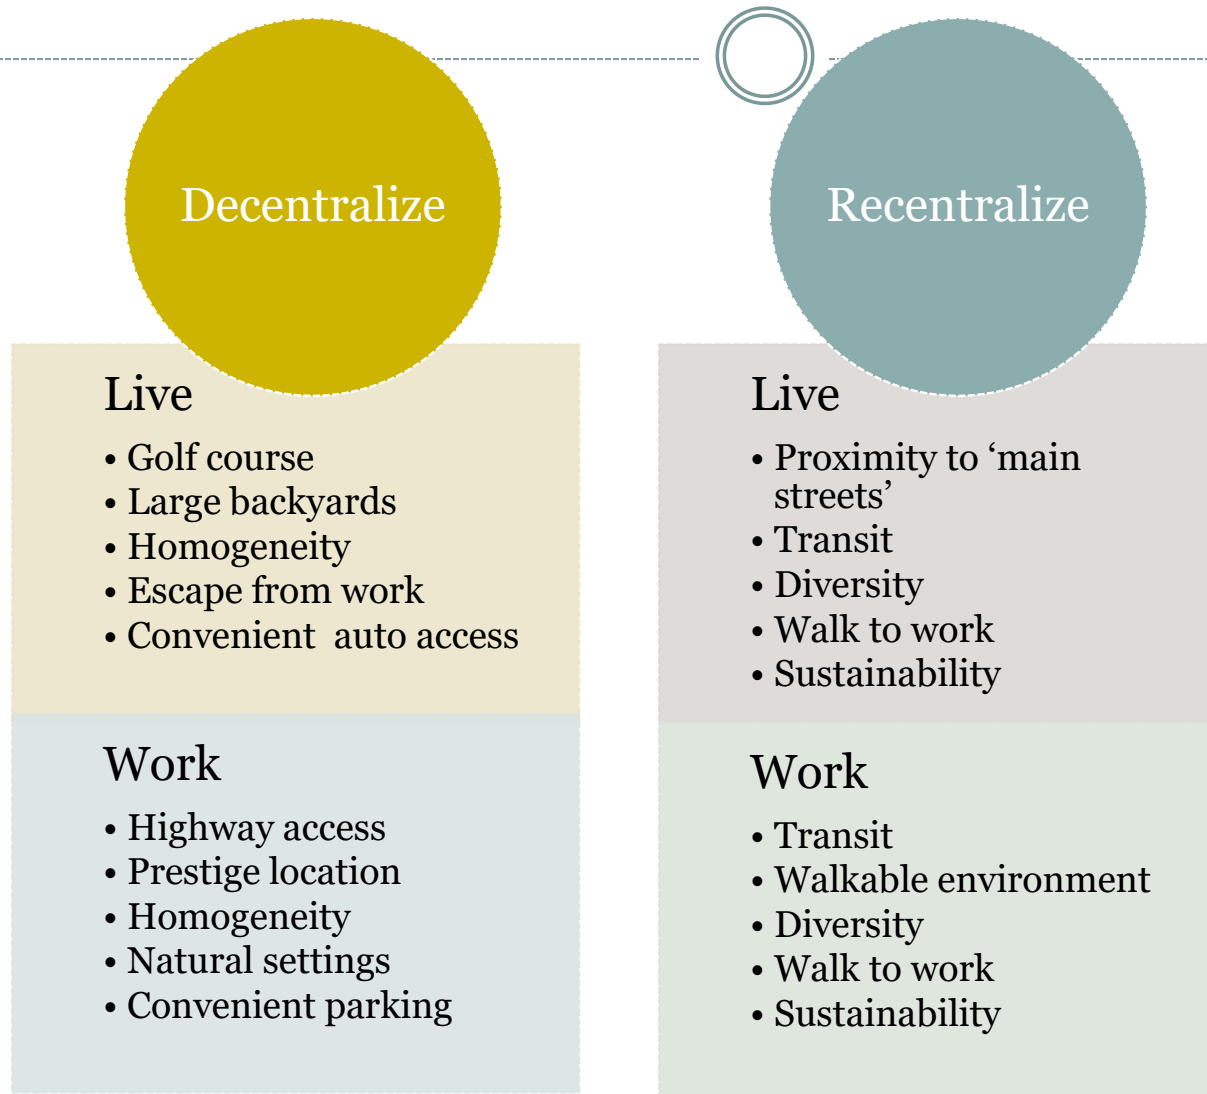 Decentralize
Live
• Golf course
• Large backyards
• Homogeneity
• Escape from work
• Convenient  auto access
Work
• Highway access
• Prestige location
• Homogeneity
• Natural settings
• Convenient parking
Recentralize
Live
• Proximity to ‘main
streets’
• Transit
• Diversity
• Walk to work
• Sustainability
Work
• Transit
• Walkable environment
• Diversity
• Walk to work
• Sustainability